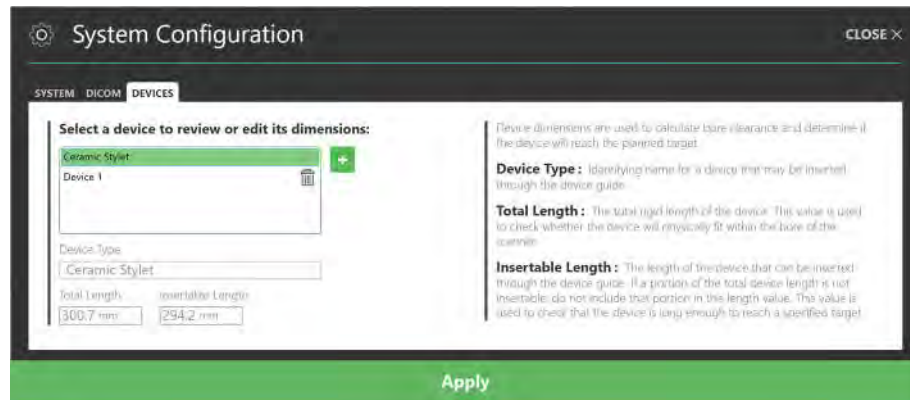 System Configuration
CLOSE ×
SYSTEM DICOM DEVICES
Select a device to review or edit its dimensions:
Ceramic Stylet
+
Device 1
Device Type
Ceramic Stylet
Total Length Insertable Length
300.7 mm 294.2 mm
Device dimensions are used to calculate bore clearance and determine if
the device will reach the planned target
Device Type : Identifying name for a device that may be inserted
through the device guide
Total Length : The total rigid length of the device. This value is used
to check whether the device will physically fit within the bore of the
scanner
Insertable Length : The length of the device that can be inserted
through the device guide. If a portion of the total device length is not
insertable, do not include that portion in this length value. This value is
used to check that the device is long enough to reach a specified target
Apply